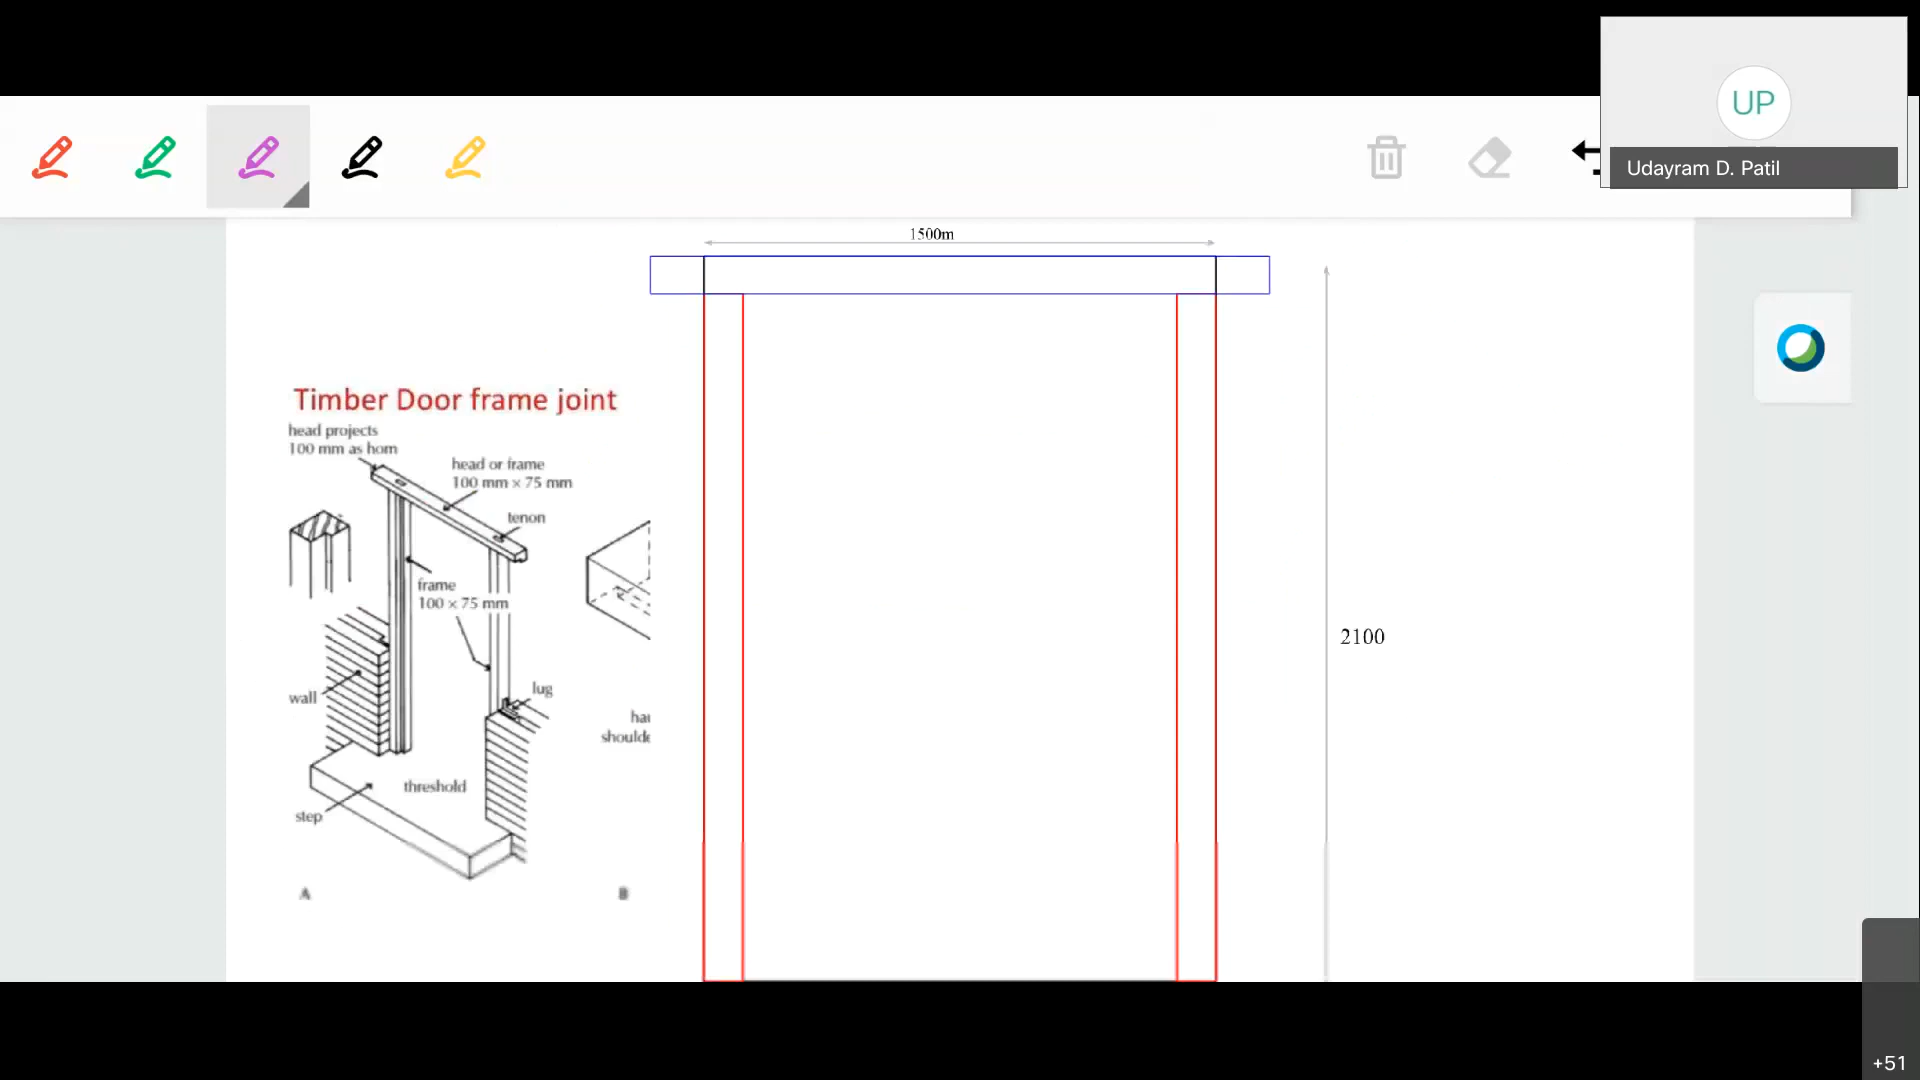 UP
Udayram D. Patil
1500m
Timber Door frame joint
head projects
100 mm as horn
head or frame
100 mm × 75 mm
tenon
frame
100 × 75 mm
2100
wall
lug
step
threshold
A
B
+51